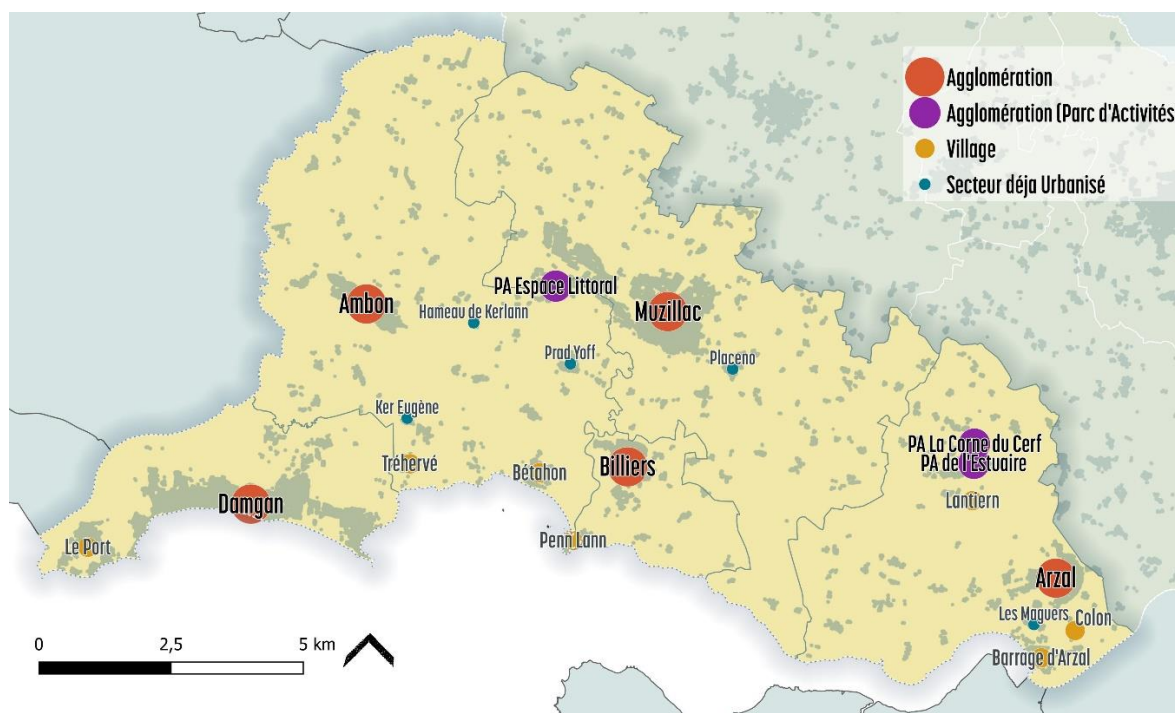 Agglomération
Agglomération (Parc d'Activités
Village
Secteur déja Urbanisé
PA Espace Littoral
Ambon
Hameau de Kerlann
Muzillac
Prad Yoff
Placeno
Ker Eugène
Tréhervé
Bétahon
Billiers
PA La Corne du Cerf
PA de l'Estuaire
Lantiern
Damgan
Le Port
Penn Lann
Arzal
Les Maguers
Colon
Barrage d'Arzal
0 2,5 5 km